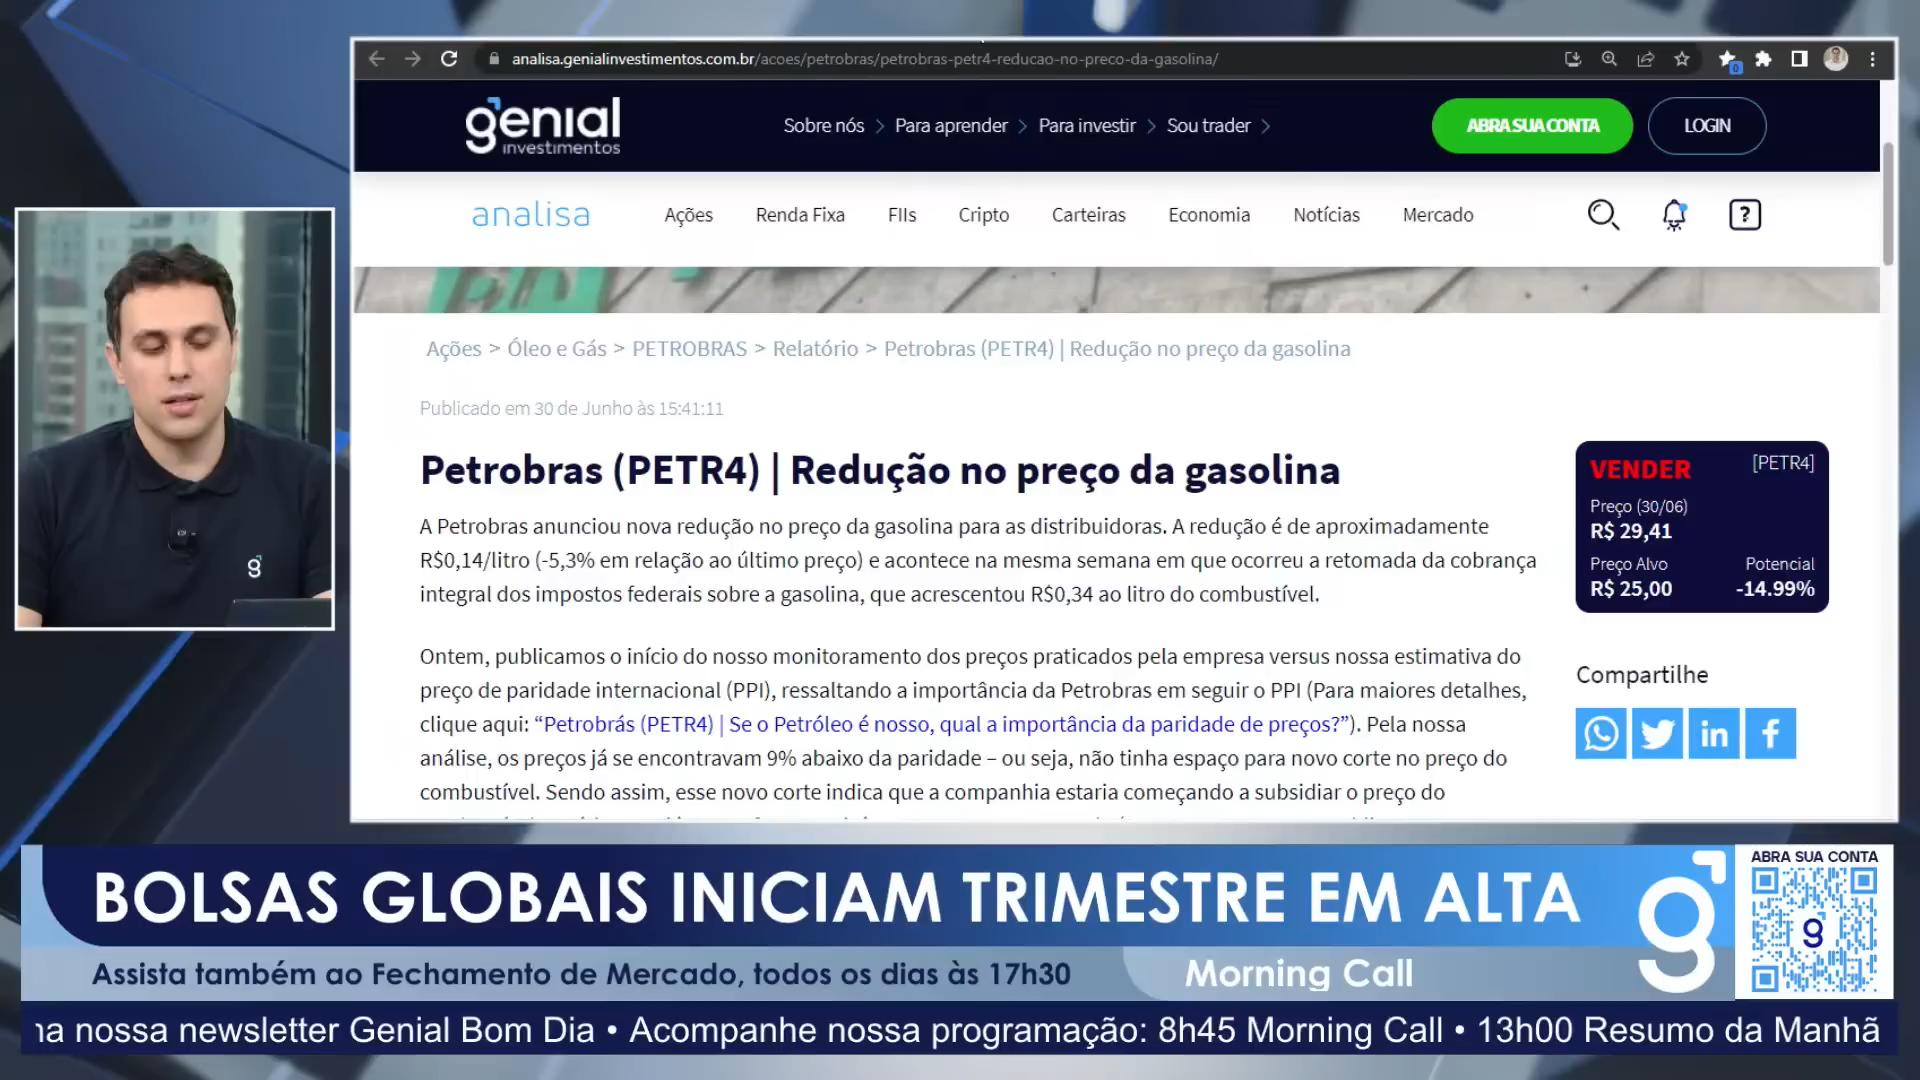 analisa.genialinvestimentos.com.br/acoes/petrobras/petrobras-petr4-reducao-no-preco-da-gasolina/
genial
investimentos
Sobre nós
Para aprender
Para investir
Sou trader
ABRA SUA CONTA
LOGIN
analisa
Ações
Renda Fixa
FIIs
Cripto
Carteiras
Economia
Notícias
Mercado
Ações > Óleo e Gás > PETROBRAS > Relatório > Petrobras (PETR4) | Redução no preço da gasolina
Publicado em 30 de Junho às 15:41:11
Petrobras (PETR4) | Redução no preço da gasolina
A Petrobras anunciou nova redução no preço da gasolina para as distribuidoras. A redução é de aproximadamente
R$0,14/litro (-5,3% em relação ao último preço) e acontece na mesma semana em que ocorreu a retomada da cobrança
integral dos impostos federais sobre a gasolina, que acrescentou R$0,34 ao litro do combustível.
Ontem, publicamos o início do nosso monitoramento dos preços praticados pela empresa versus nossa estimativa do
preço de paridade internacional (PPI), ressaltando a importância da Petrobras em seguir o PPI (Para maiores detalhes,
clique aqui: “Petrobrás (PETR4) | Se o Petróleo é nosso, qual a importância da paridade de preços?”). Pela nossa
análise, os preços já se encontravam 9% abaixo da paridade – ou seja, não tinha espaço para novo corte no preço do
combustível. Sendo assim, esse novo corte indica que a companhia estaria começando a subsidiar o preço do
VENDER
[PETR4]
Preço (30/06)
R$ 29,41
Preço Alvo
Potencial
R$ 25,00
-14.99%
Compartilhe
BOLSAS GLOBAIS INICIAM TRIMESTRE EM ALTA
Assista também ao Fechamento de Mercado, todos os dias às 17h30
Morning Call
ABRA SUA CONTA
nossa newsletter Genial Bom Dia • Acompanhe nossa programação: 8h45 Morning Call • 13h00 Resumo da Manhã